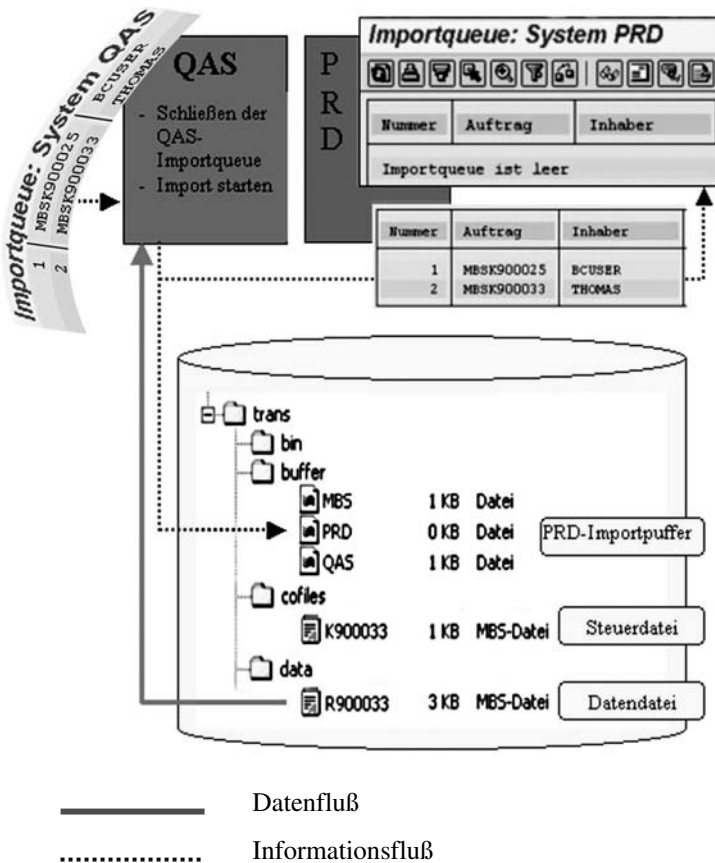 Importqueue: System QAS
1 MBSK900025 BCUSER
2 MBSK900033 THOMAS
QAS
- Schließen der
QAS-
Importqueue
- Import starten
P
R
D
Importqueue: System PRD
Nummer Auftrag Inhaber
Importqueue ist leer
Nummer Auftrag Inhaber
1 MBSK900025 BCUSER
2 MBSK900033 THOMAS
trans
bin
buffer
MBS 1 KB Datei
PRD 0 KB Datei PRD-Importpuffer
QAS 1 KB Datei
cofiles
K900033 1 KB MBS-Datei Steuerdatei
data
R900033 3 KB MBS-Datei Datendatei
Datenfluß
Informationsfluß